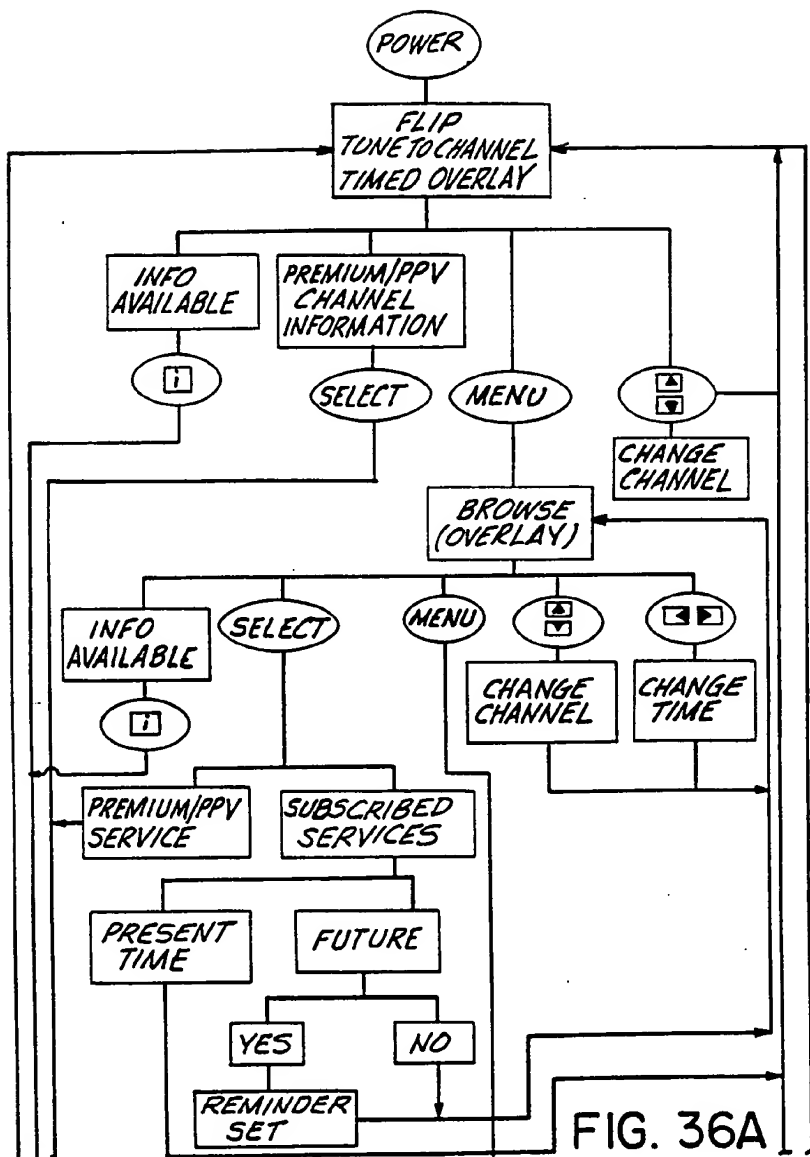 POWER
FLIP
TUNE TO CHANNEL
TIMED OVERLAY
INFO
AVAILABLE
PREMIUM/PPV
CHANNEL
INFORMATION
i
SELECT
MENU
CHANGE
CHANNEL
BROWSE
(OVERLAY)
INFO
AVAILABLE
SELECT
MENU
i
CHANGE
CHANNEL
CHANGE
TIME
PREMIUM/PPV
SERVICE
SUBSCRIBED
SERVICES
PRESENT
TIME
FUTURE
YES
NO
REMINDER
SET
FIG. 36A